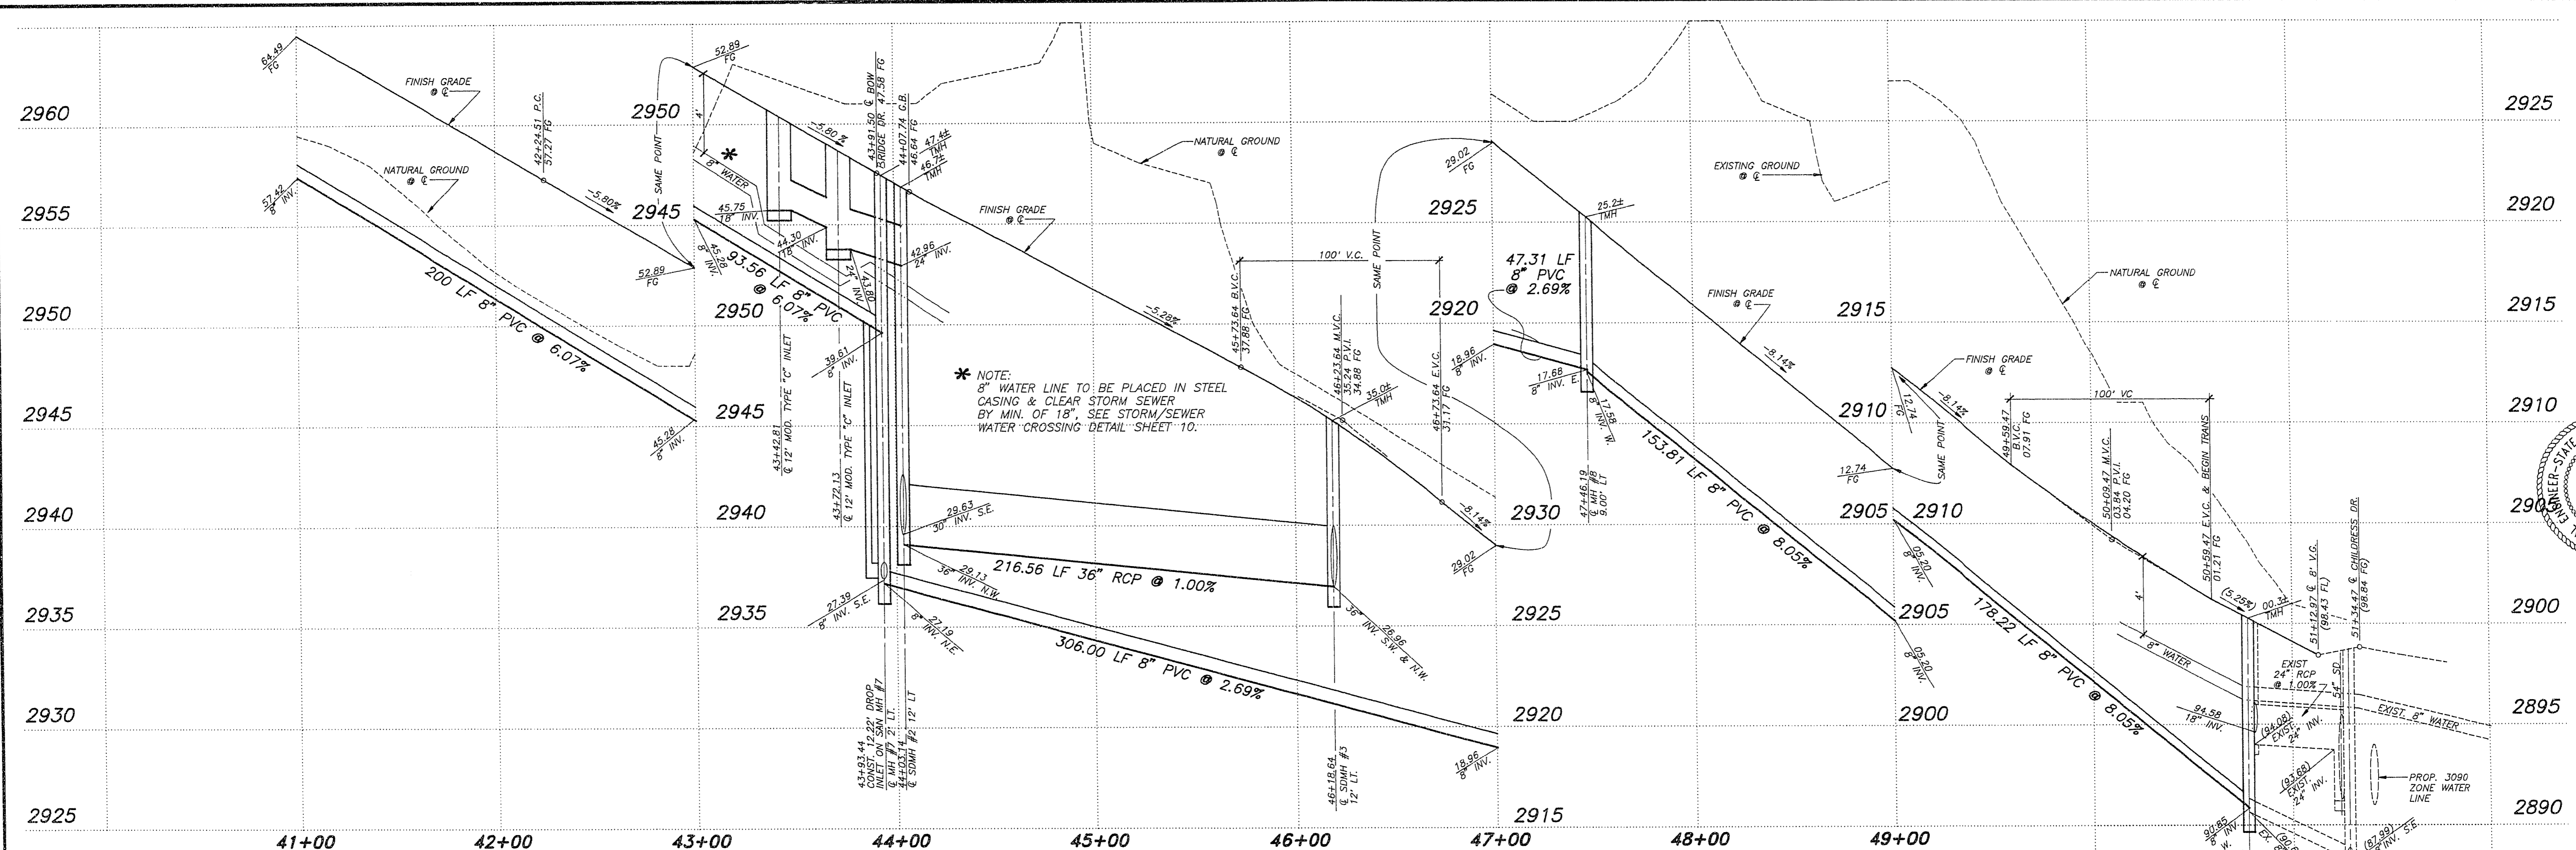 64.49
FG
FINISH GRADE
@ ℄
42+24.51 P.C.
57.27 FG
SAME POINT
52.89
FG
2960
2950
4'
*
8" WATER
-5.80 %
43+91.50 ℄ BOW
BRIDGE DR. 47.58 FG
44+07.74 G.B.
46.64 FG
47.4±
TMH
46.7±
TMH
NATURAL GROUND
@ ℄
NATURAL GROUND
@ ℄
57.42
8" INV.
-5.80%
2955
2945
45.75
18" INV.
44.30
18" INV.
42.96
24" INV.
43.80
24" INV.
45.28
8" INV.
52.89
FG
FINISH GRADE
@ ℄
200 LF 8" PVC @ 6.07%
93.56 LF 8" PVC
@ 6.07%
2950
2950
2945
2945
45.28
8" INV.
39.61
8" INV.
43+42.81
℄ 12' MOD. TYPE "C" INLET
43+72.13
℄ 12' MOD. TYPE "C" INLET
* NOTE:
8" WATER LINE TO BE PLACED IN STEEL
CASING & CLEAR STORM SEWER
BY MIN. OF 18", SEE STORM/SEWER
WATER CROSSING DETAIL SHEET 10.
-5.28%
45+73.64 B.V.C.
37.88 FG
100' V.C.
46+23.64 M.V.C.
35.24 P.V.I.
34.88 FG
35.0±
TMH
46+73.64 E.V.C.
31.17 FG
-8.14%
29.02
FG
SAME POINT
2940
2940
2930
29.63
30" INV. S.E.
29.13
36" INV. N.W.
216.56 LF 36" RCP @ 1.00%
26.96
36" INV. S.W. & N.W.
27.39
8" INV. S.E.
27.19
8" INV. N.E.
306.00 LF 8" PVC @ 2.69%
2935
2935
2925
43+93.44
CONST. 12.22' DROP
INLET ON SAN MH #7
℄ MH #7 2' LT.
44+03.14
℄ SDMH #2 12' LT
46+18.64
℄ SDMH #3
12' LT.
18.96
8" INV.
2930
2930
2920
2925
2925
2915
29.02
FG
2925
2920
25.2±
TMH
47.31 LF
8" PVC
@ 2.69%
18.96
8" INV.
17.68
8" INV. E.
17.58
8" INV. W.
47+46.19
℄ MH #8
9.00' LT
EXISTING GROUND
@ ℄
FINISH GRADE
@ ℄
-8.14%
153.81 LF 8" PVC @ 8.05%
12.74
FG
SAME POINT
12.74
FG
2915
2910
2905
2910
2905
2900
05.20
8" INV.
05.20
8" INV.
FINISH GRADE
@ ℄
-8.14%
NATURAL GROUND
@ ℄
100' VC
49+59.47
B.V.C.
07.91 FG
50+09.47 M.V.C.
03.84 P.V.I.
04.20 FG
50+59.47 E.V.C. & BEGIN TRANS
01.21 FG
(5.25%)
00.3±
TMH
4'
8" WATER
178.22 LF 8" PVC @ 8.05%
51+12.97 ℄ 8' V.G.
(98.43 FL)
51+34.47 ℄ CHILDRESS DR.
(98.84 FG)
EXIST
24" RCP
@ 1.00%
54" SD
EXIST. 8" WATER
94.58
18" INV.
(94.08)
EXIST.
24" INV.
(93.68)
EXIST.
24" INV.
PROP. 3090
ZONE WATER
LINE
90.85
8" INV.
W.
EX.
(87.99)
INV. S.E.
2925
2920
2915
2910
2905
2900
2895
2890
41+00
42+00
43+00
44+00
45+00
46+00
47+00
48+00
49+00